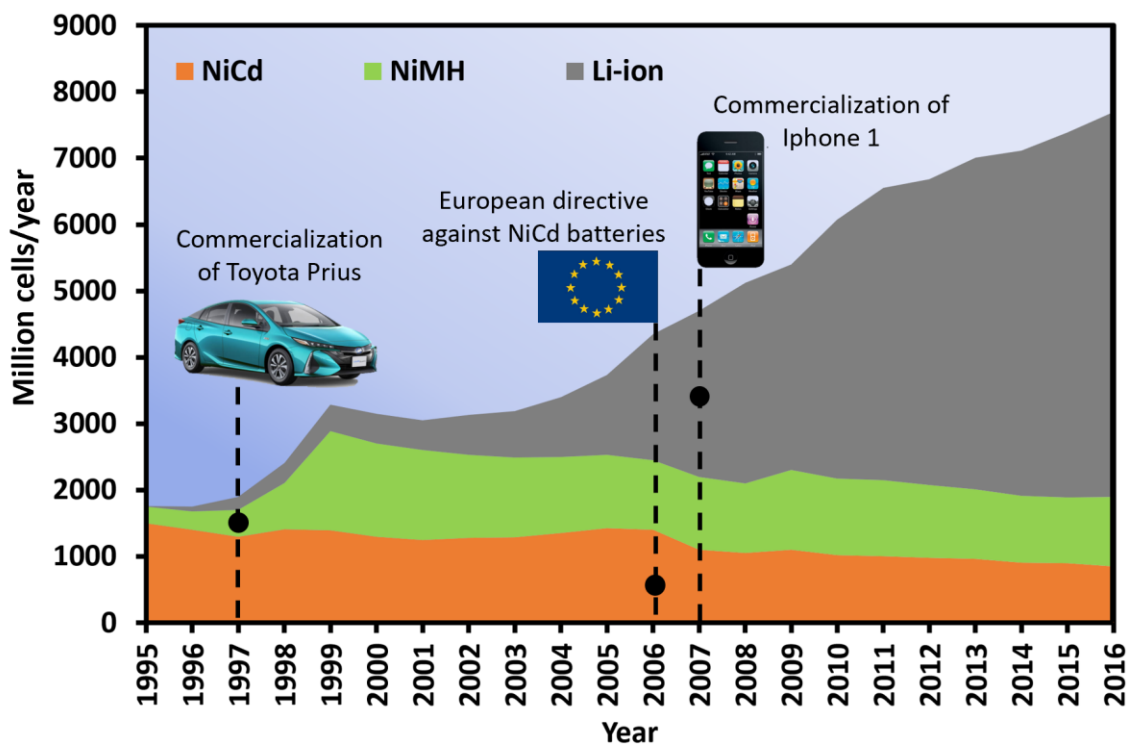 9000
8000
7000
6000
5000
4000
3000
2000
1000
0
Million cells/year
NiCd
NiMH
Li-ion
Commercialization
of Toyota Prius
European directive
against NiCd batteries
Commercialization of
Iphone 1
1995
1996
1997
1998
1999
2000
2001
2002
2003
2004
2005
2006
2007
2008
2009
2010
2011
2012
2013
2014
2015
2016
Year